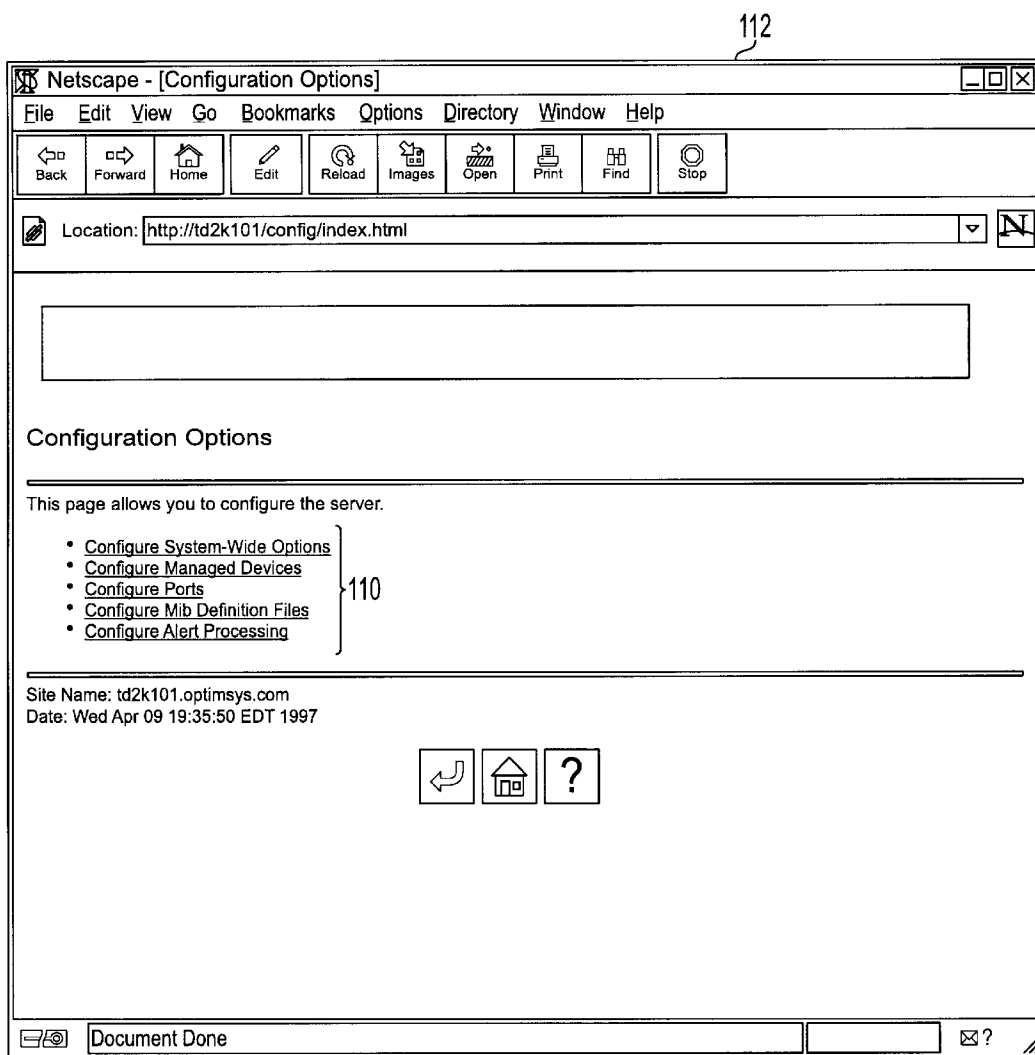 112
Netscape - [Configuration Options]
File Edit View Go Bookmarks Options Directory Window Help
Back Forward Home Edit Reload Images Open Print Find Stop
Location: http://td2k101/config/index.html
N
Configuration Options
This page allows you to configure the server.
• Configure System-Wide Options
• Configure Managed Devices
• Configure Ports
• Configure Mib Definition Files
• Configure Alert Processing
110
Site Name: td2k101.optimsys.com
Date: Wed Apr 09 19:35:50 EDT 1997
?
Document Done
?